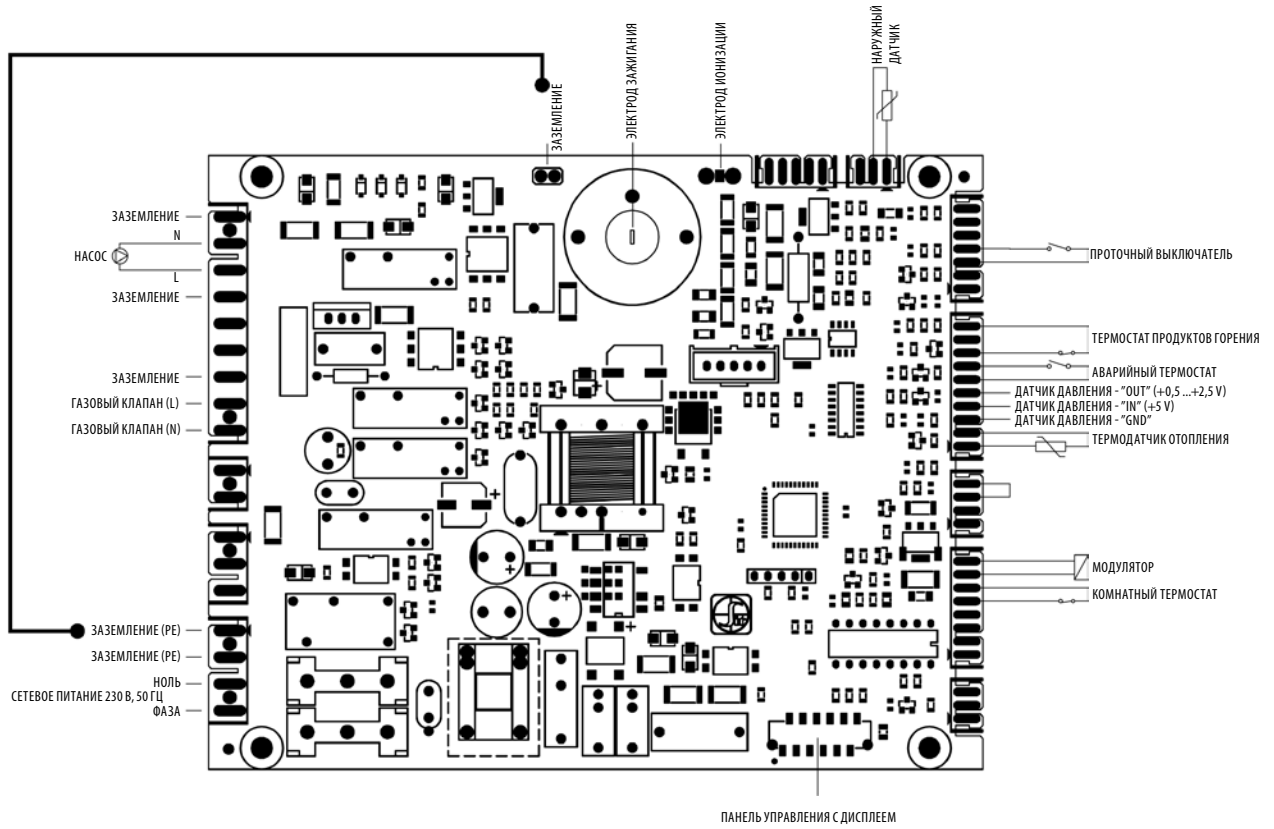 НАРУЖНЫЙ
ДАТЧИК
ЭЛЕКТРОД ЗАЖИГАНИЯ
ЭЛЕКТРОД ИОНИЗАЦИИ
ЗАЗЕМЛЕНИЕ
ЗАЗЕМЛЕНИЕ
N
НАСОС
L
ЗАЗЕМЛЕНИЕ
ЗАЗЕМЛЕНИЕ
ГАЗОВЫЙ КЛАПАН (L)
ГАЗОВЫЙ КЛАПАН (N)
ЗАЗЕМЛЕНИЕ (PE)
ЗАЗЕМЛЕНИЕ (PE)
НОЛЬ
СЕТЕВОЕ ПИТАНИЕ 230 В, 50 ГЦ
ФАЗА
ПРОТОЧНЫЙ ВЫКЛЮЧАТЕЛЬ
ТЕРМОСТАТ ПРОДУКТОВ ГОРЕНИЯ
АВАРИЙНЫЙ ТЕРМОСТАТ
ДАТЧИК ДАВЛЕНИЯ - "OUT" (+0,5 ...+2,5 V)
ДАТЧИК ДАВЛЕНИЯ - "IN" (+5 V)
ДАТЧИК ДАВЛЕНИЯ - "GND"
ТЕРМОДАТЧИК ОТОПЛЕНИЯ
МОДУЛЯТОР
КОМНАТНЫЙ ТЕРМОСТАТ
ПАНЕЛЬ УПРАВЛЕНИЯ С ДИСПЛЕЕМ